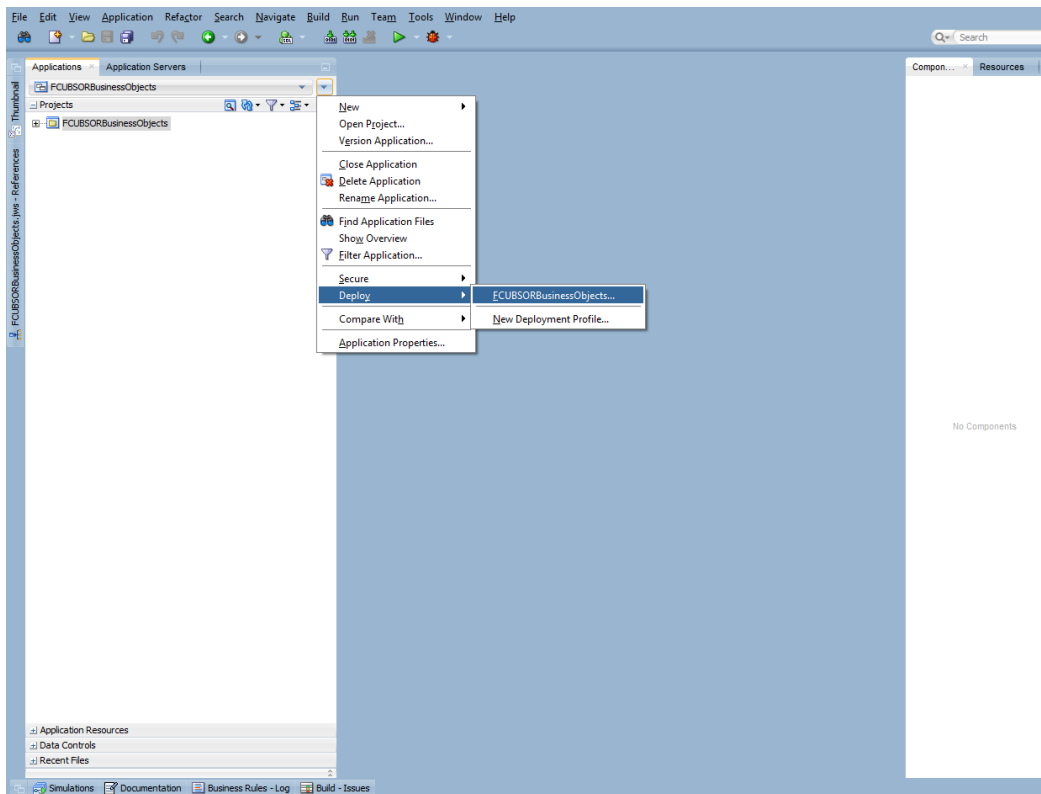 File Edit View Application Refactor Search Navigate Build Run Team Tools Window Help
Search
Applications Application Servers
Compon... Resources
FCUBSORBusinessObjects
Projects
FCUBSORBusinessObjects
Thumbnail
FCUBSORBusinessObjects.jws - References
New
Open Project...
Version Application...
Close Application
Delete Application
Rename Application...
Find Application Files
Show Overview
Filter Application...
Secure
Deploy
FCUBSORBusinessObjects...
Compare With
New Deployment Profile...
Application Properties...
No Components
Application Resources
Data Controls
Recent Files
Simulations Documentation Business Rules - Log Build - Issues